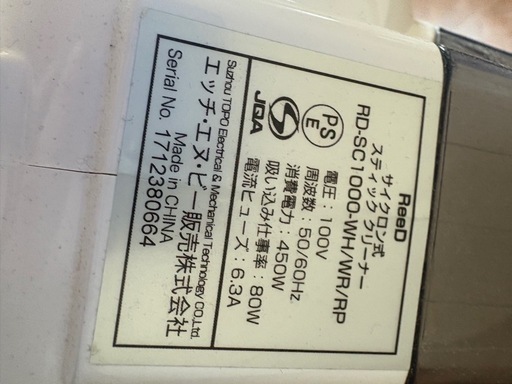 ReeD
サイクロン式
スティック クリーナー
RD-SC1000-WH/WR/RP
PS
E
JQA
電圧：100V
周波数：50/60Hz
消費電力：450W
吸い込み仕事率：80W
電流ヒューズ：6.3A
Suzhou TOPO Electrical & Mechanical Technology CO.,Ltd.
エッチ・エヌ・ビー販売株式会社
Made in CHINA
Serial No. 1712380664